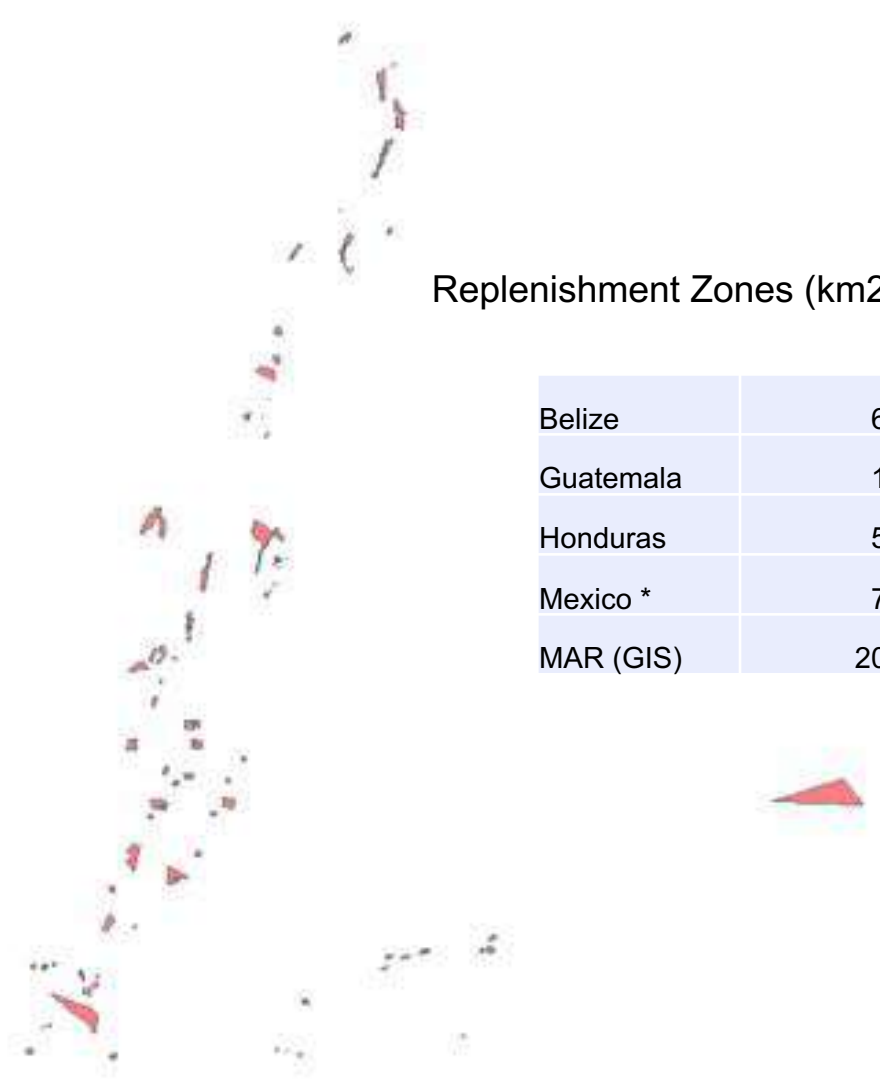 Replenishment Zones (km2
Belize 6
Guatemala 1
Honduras 5
Mexico * 7
MAR (GIS) 20